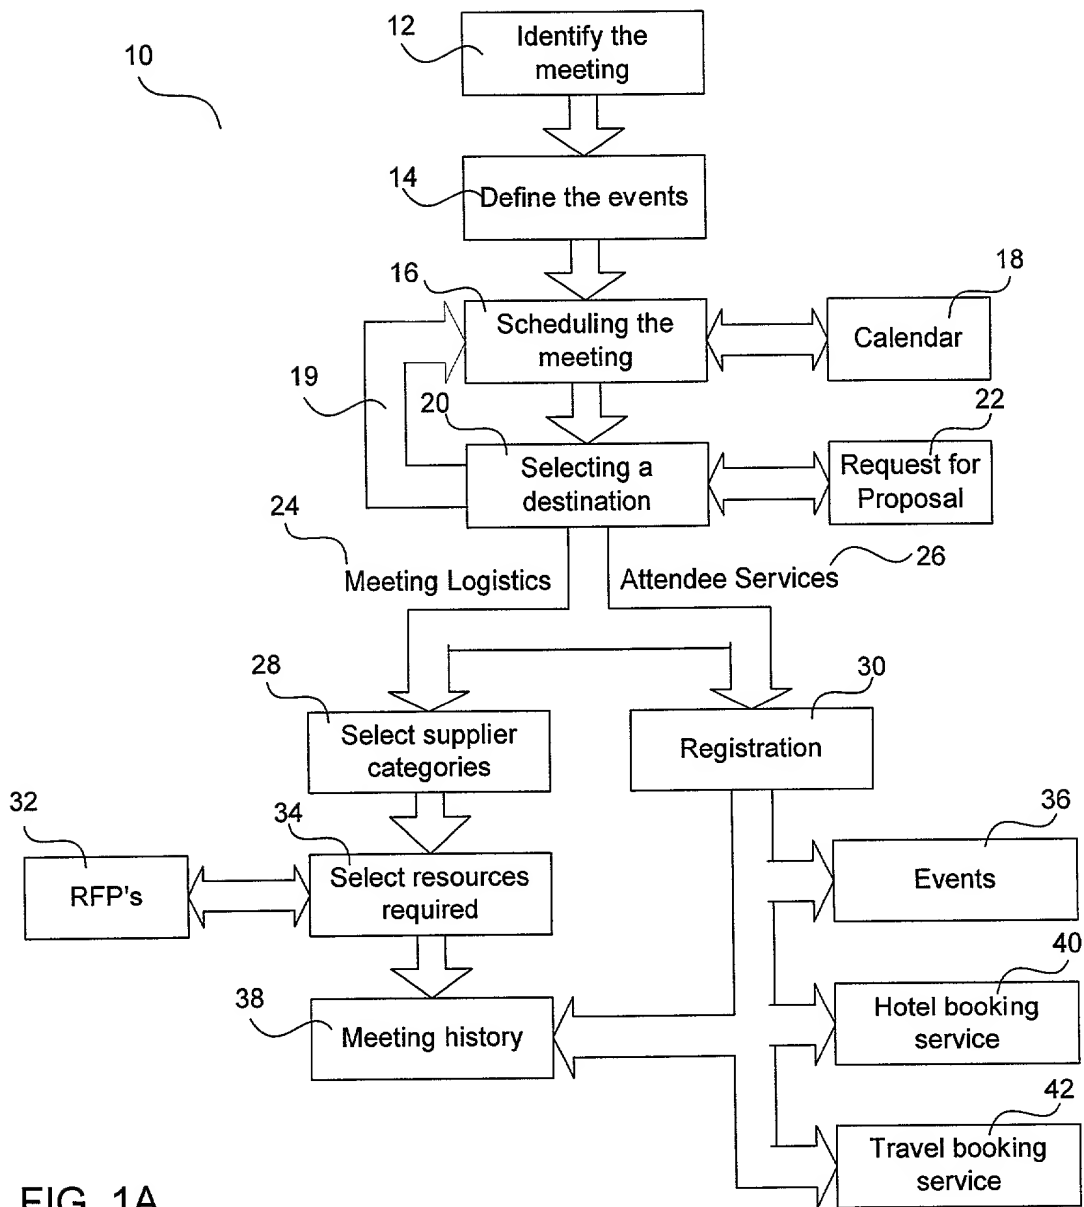 12
Identify the
meeting
10
14
Define the events
16
Scheduling the
meeting
18
Calendar
19
20
Selecting a
destination
22
Request for
Proposal
24
Meeting Logistics
Attendee Services
26
28
Select supplier
categories
30
Registration
32
RFP's
34
Select resources
required
36
Events
38
Meeting history
40
Hotel booking
service
42
Travel booking
service
FIG. 1A